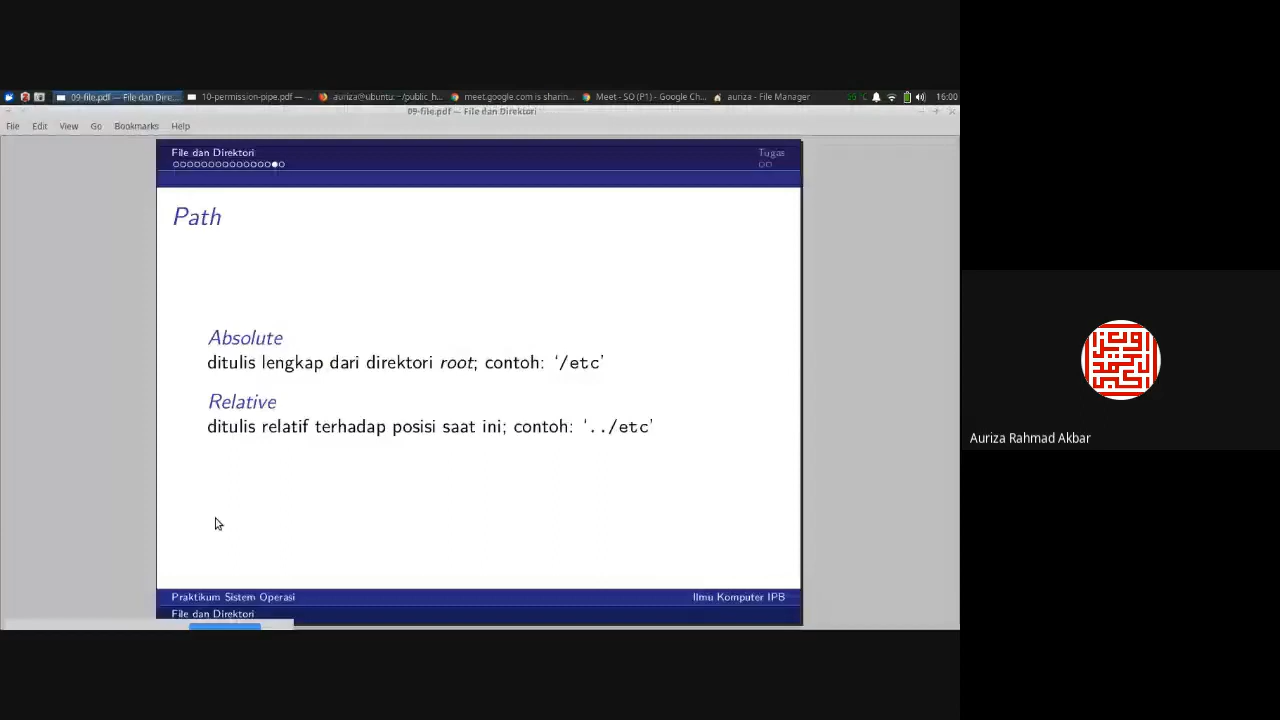 09-file.pdf — File dan Dire...
10-permission-pipe.pdf — ...
auriza@ubuntu: ~/public_h...
meet.google.com is sharin...
Meet - SO (P1) - Google Ch...
auriza - File Manager
16:00
09-file.pdf — File dan Direktori
File Edit View Go Bookmarks Help
File dan Direktori
Tugas
Path
Absolute
ditulis lengkap dari direktori root; contoh: ‘/etc’
Relative
ditulis relatif terhadap posisi saat ini; contoh: ‘../etc’
Praktikum Sistem Operasi
Ilmu Komputer IPB
File dan Direktori
Auriza Rahmad Akbar